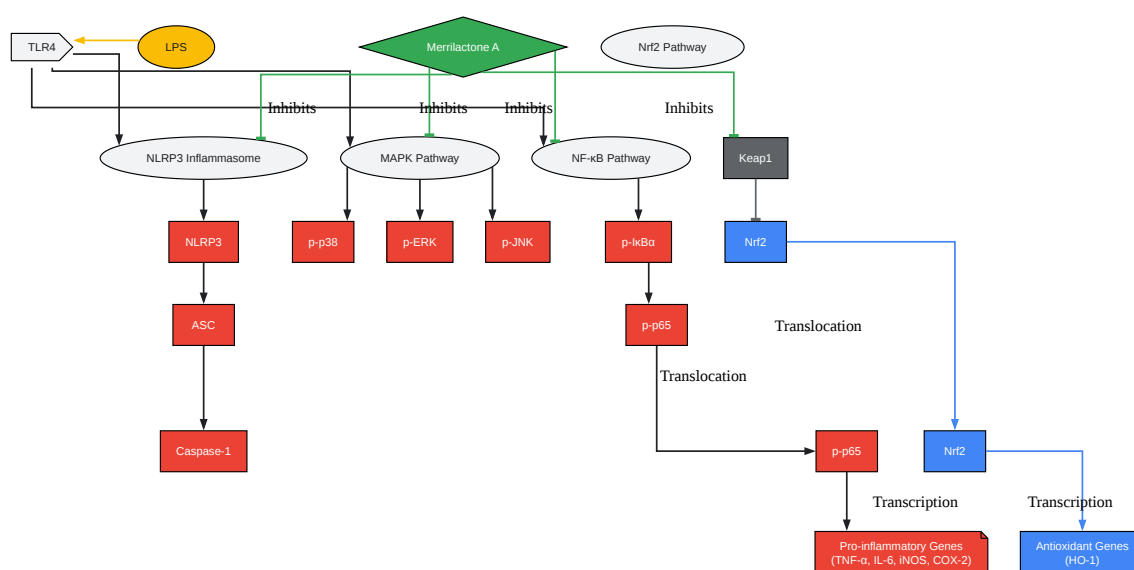 TLR4
LPS
Merrilactone A
Nrf2 Pathway
Inhibits
Inhibits
Inhibits
Inhibits
NLRP3 Inflammasome
MAPK Pathway
NF-κB Pathway
Keap1
NLRP3
p-p38
p-ERK
p-JNK
p-IκBα
Nrf2
ASC
p-p65
Translocation
Translocation
Caspase-1
p-p65
Nrf2
Transcription
Transcription
Pro-inflammatory Genes
(TNF-α, IL-6, iNOS, COX-2)
Antioxidant Genes
(HO-1)